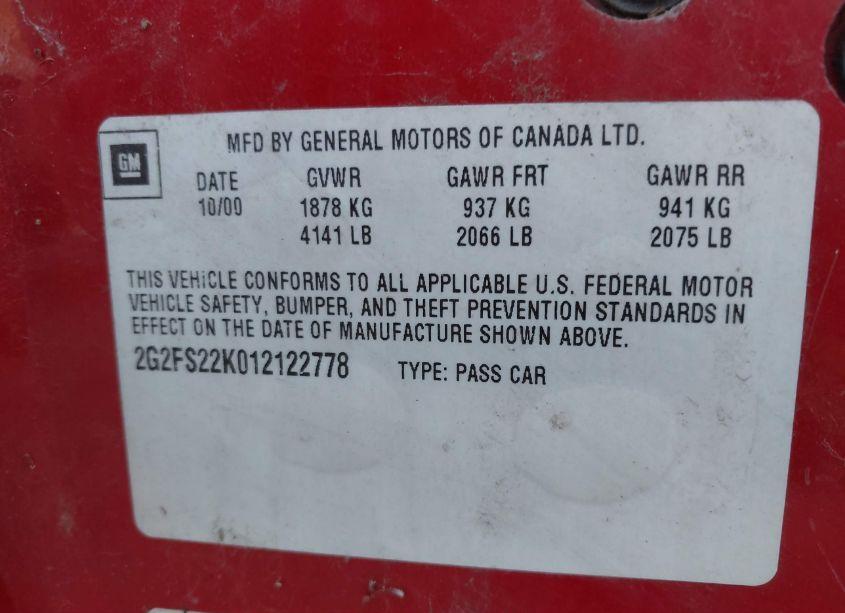 MFD BY GENERAL MOTORS OF CANADA LTD.
GM
DATE GVWR GAWR FRT GAWR RR
10/00 1878 KG 937 KG 941 KG
4141 LB 2066 LB 2075 LB
THIS VEHICLE CONFORMS TO ALL APPLICABLE U.S. FEDERAL MOTOR
VEHICLE SAFETY, BUMPER, AND THEFT PREVENTION STANDARDS IN
EFFECT ON THE DATE OF MANUFACTURE SHOWN ABOVE.
2G2FS22K012122778 TYPE: PASS CAR